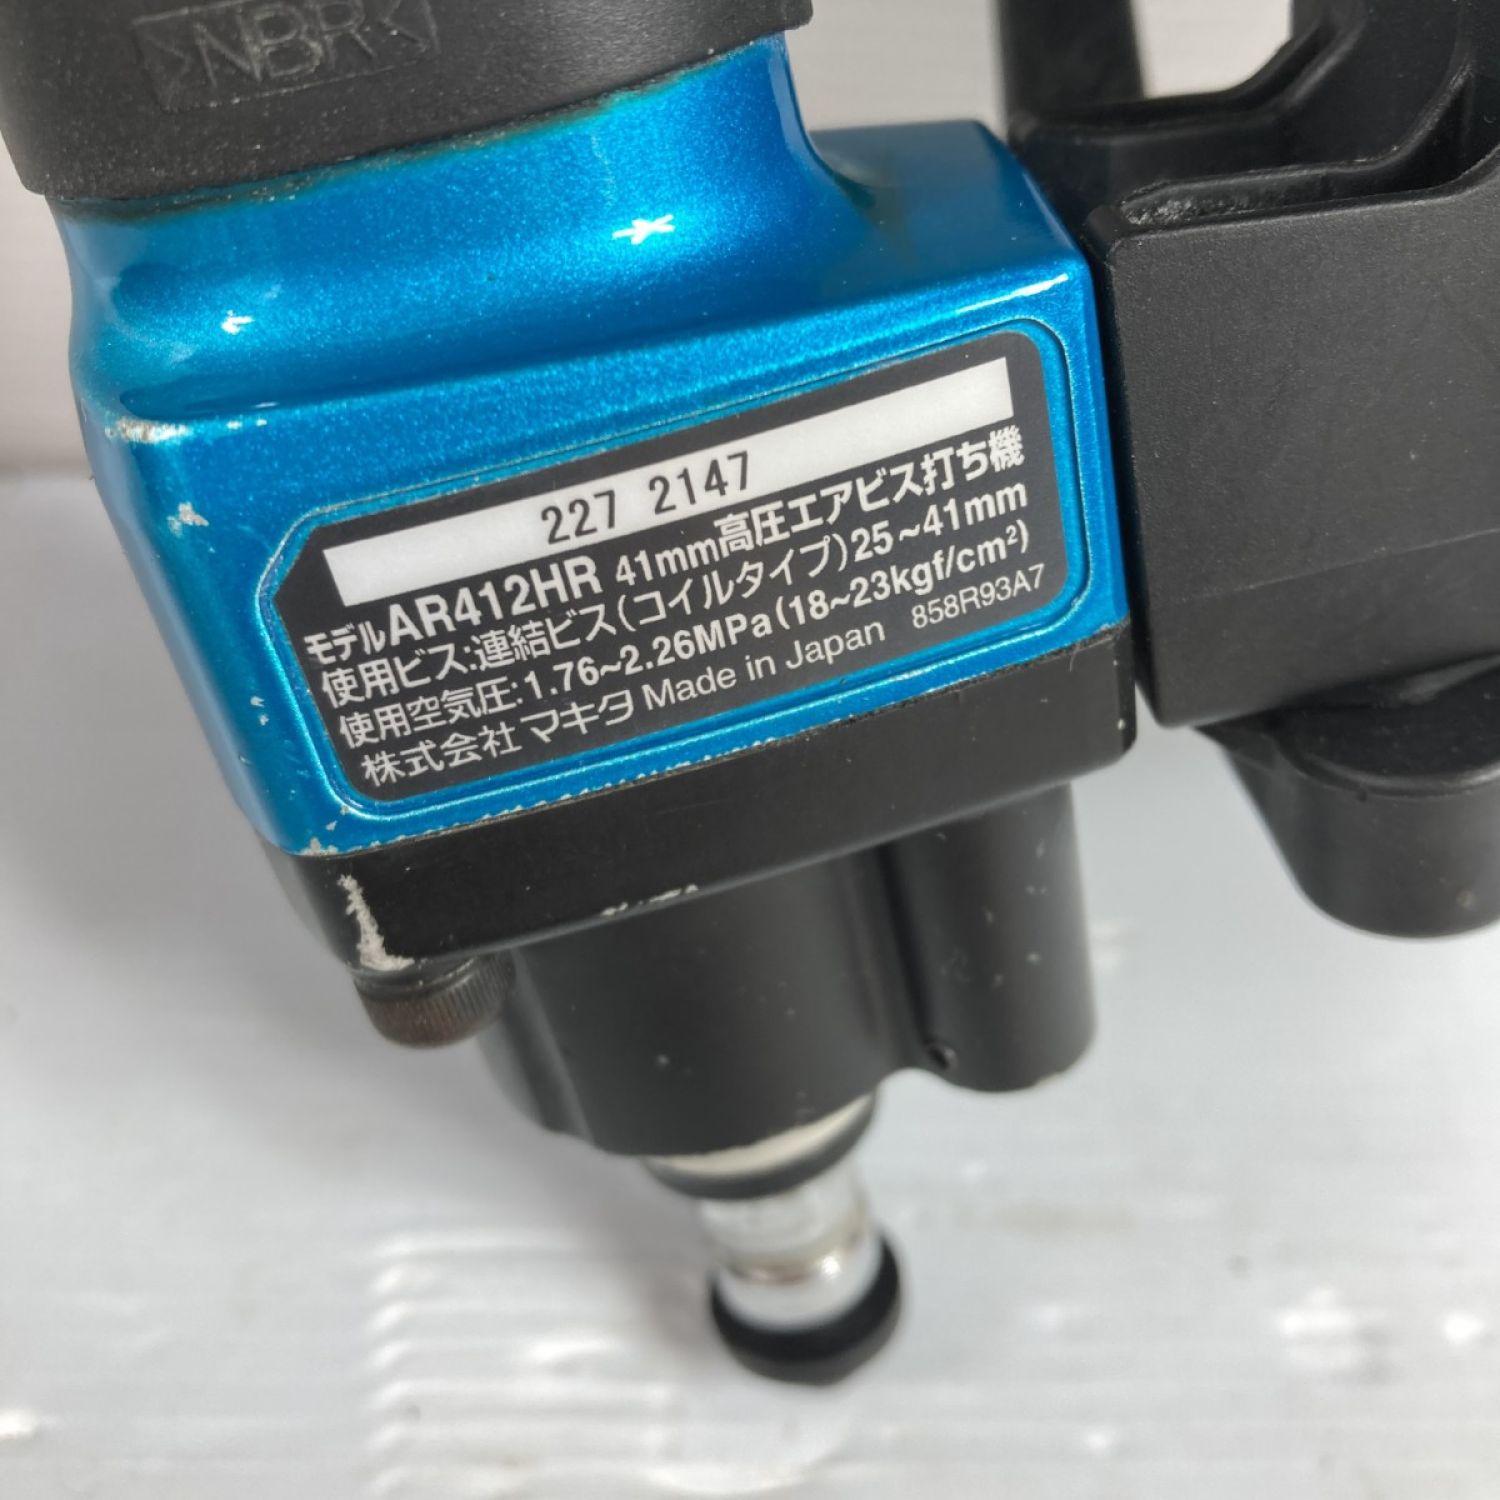 >NBR<
227 2147
モデルAR412HR 41mm高圧エアビス打ち機
使用ビス:連結ビス(コイルタイプ)25~41mm
使用空気圧:1.76~2.26MPa(18~23kgf/cm²)
株式会社マキタ Made in Japan 858R93A7